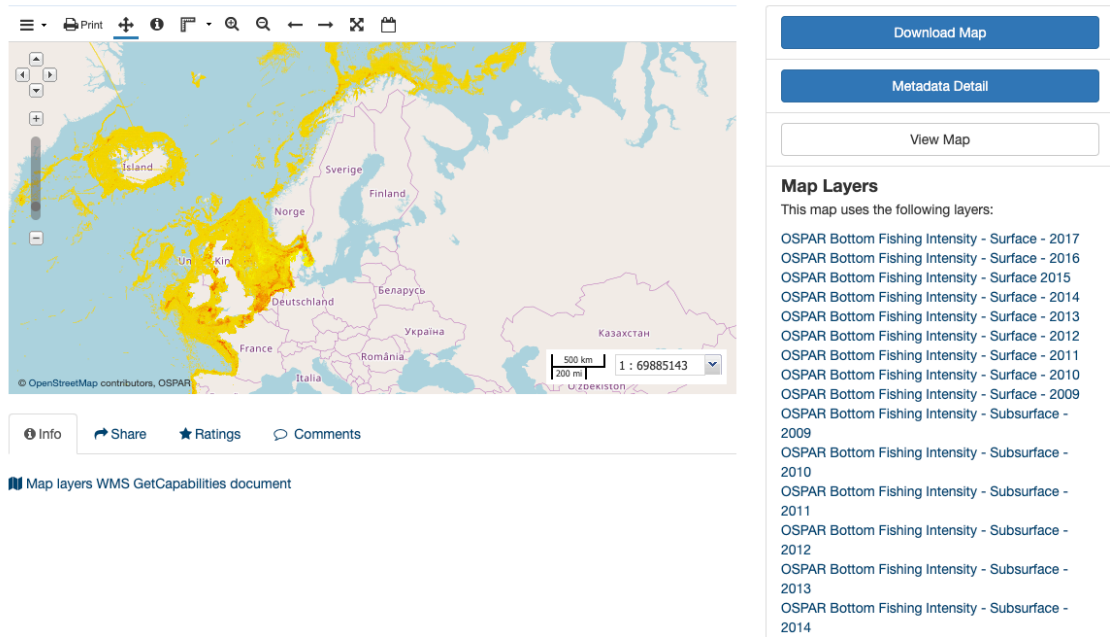 Print
Island
Sverige
Finland
Norge
Un Kin
Беларусь
Deutschland
Україна
Казахстан
France
România
Italia
500 km
200 mi
1 : 69885143
O'zbekiston
© OpenStreetMap contributors, OSPAR
Info
Share
Ratings
Comments
Map layers WMS GetCapabilities document
Download Map
Metadata Detail
View Map
Map Layers
This map uses the following layers:
OSPAR Bottom Fishing Intensity - Surface - 2017
OSPAR Bottom Fishing Intensity - Surface - 2016
OSPAR Bottom Fishing Intensity - Surface 2015
OSPAR Bottom Fishing Intensity - Surface - 2014
OSPAR Bottom Fishing Intensity - Surface - 2013
OSPAR Bottom Fishing Intensity - Surface - 2012
OSPAR Bottom Fishing Intensity - Surface - 2011
OSPAR Bottom Fishing Intensity - Surface - 2010
OSPAR Bottom Fishing Intensity - Surface - 2009
OSPAR Bottom Fishing Intensity - Subsurface -
2009
OSPAR Bottom Fishing Intensity - Subsurface -
2010
OSPAR Bottom Fishing Intensity - Subsurface -
2011
OSPAR Bottom Fishing Intensity - Subsurface -
2012
OSPAR Bottom Fishing Intensity - Subsurface -
2013
OSPAR Bottom Fishing Intensity - Subsurface -
2014